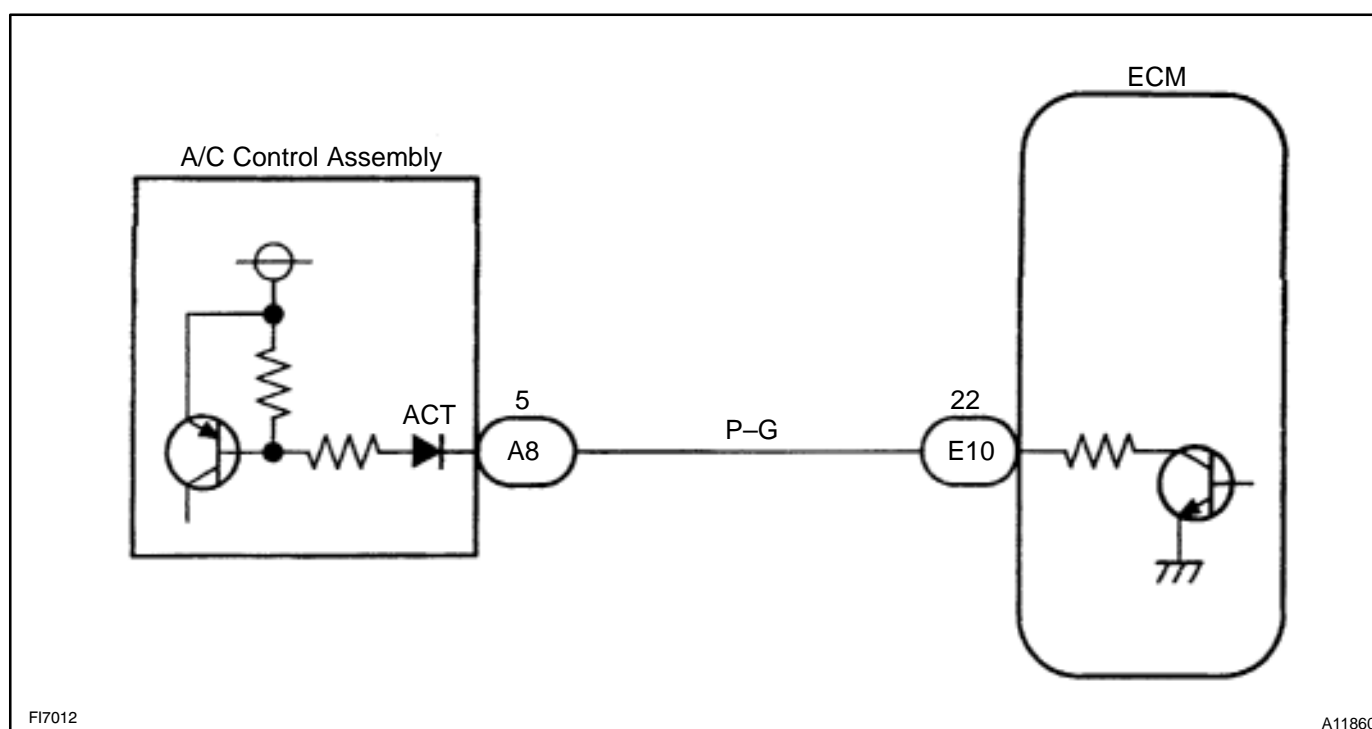 ECM
A/C Control Assembly
ACT
5
A8
P–G
22
E10
FI7012
A11860